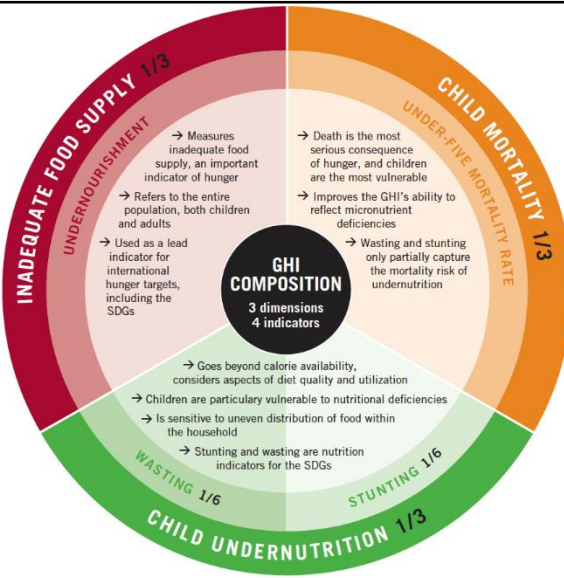 INADEQUATE FOOD SUPPLY 1/3
UNDERNOURISHMENT
→ Measures
inadequate food
supply, an important
indicator of hunger
→ Refers to the entire
population, both children
and adults
→ Used as a lead
indicator for
international
hunger targets,
including the
SDGs
CHILD MORTALITY 1/3
UNDER-FIVE MORTALITY RATE
→ Death is the most
serious consequence
of hunger, and children
are the most vulnerable
→ Improves the GHI's ability to
reflect micronutrient
deficiencies
→ Wasting and stunting
only partially capture
the mortality risk of
undernutrition
GHI
COMPOSITION
3 dimensions
4 indicators
→ Goes beyond calorie availability,
considers aspects of diet quality and utilization
→ Children are particulary vulnerable to nutritional deficiencies
→ Is sensitive to uneven distribution of food within
the household
→ Stunting and wasting are nutrition
indicators for the SDGs
WASTING 1/6
STUNTING 1/6
CHILD UNDERNUTRITION 1/3